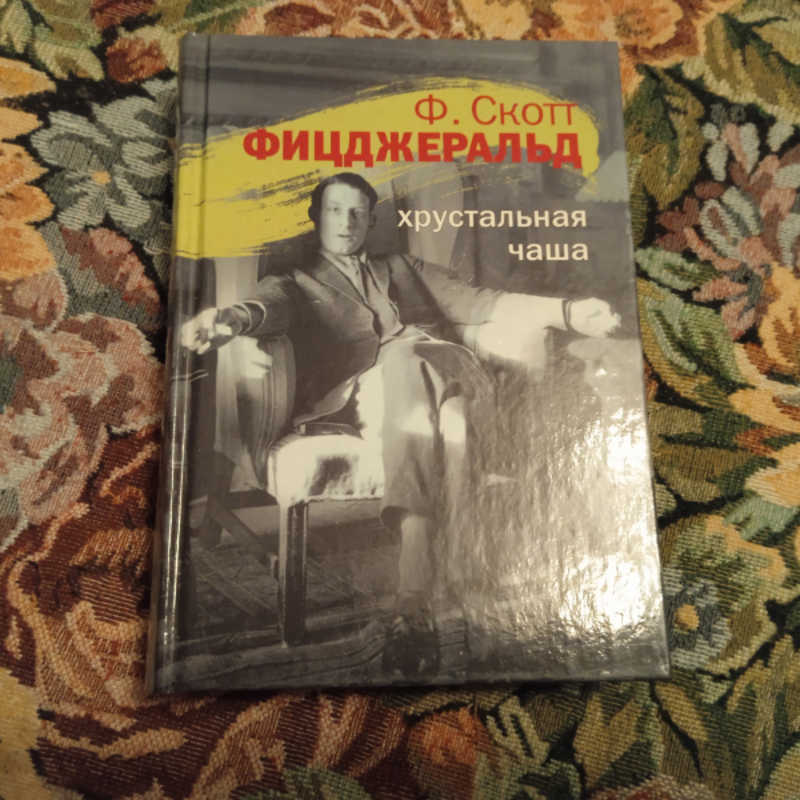 Ф. Скотт
ФИЦДЖЕРАЛЬД
хрустальная
чаша